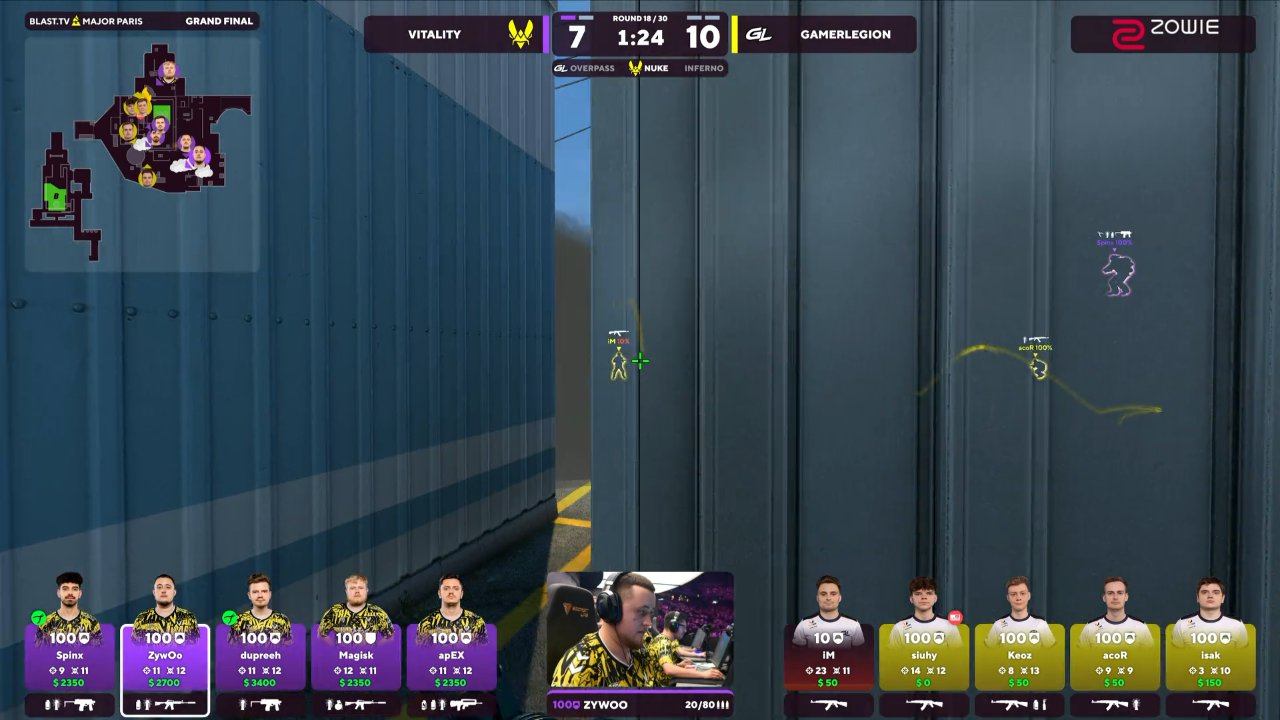 BLAST.TV MAJOR PARIS GRAND FINAL
VITALITY 7 ROUND 18 / 30 1:24 10 GL GAMERLEGION
ZOWIE
GL OVERPASS NUKE INFERNO
Spinx 100%
iM 10%
acoR 100%
100 100 100 100 100
Spinx ZywOo dupreeh Magisk apEX
9 11 11 12 11 12 12 11 11 12
$ 2350 $ 2700 $ 3400 $ 2350 $ 2350
10 100 100 100 100
iM siuhy Keoz acoR isak
23 11 14 12 8 13 9 9 3 10
$ 50 $ 0 $ 50 $ 50 $ 150
100 ZYWOO 20/80